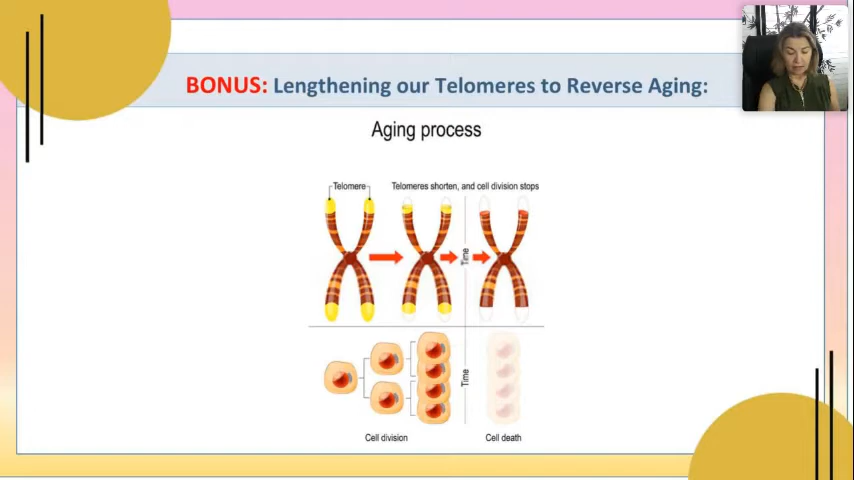 BONUS: Lengthening our Telomeres to Reverse Aging:
Aging process
Telomere
Telomeres shorten, and cell division stops
Time
Time
Cell division
Cell death